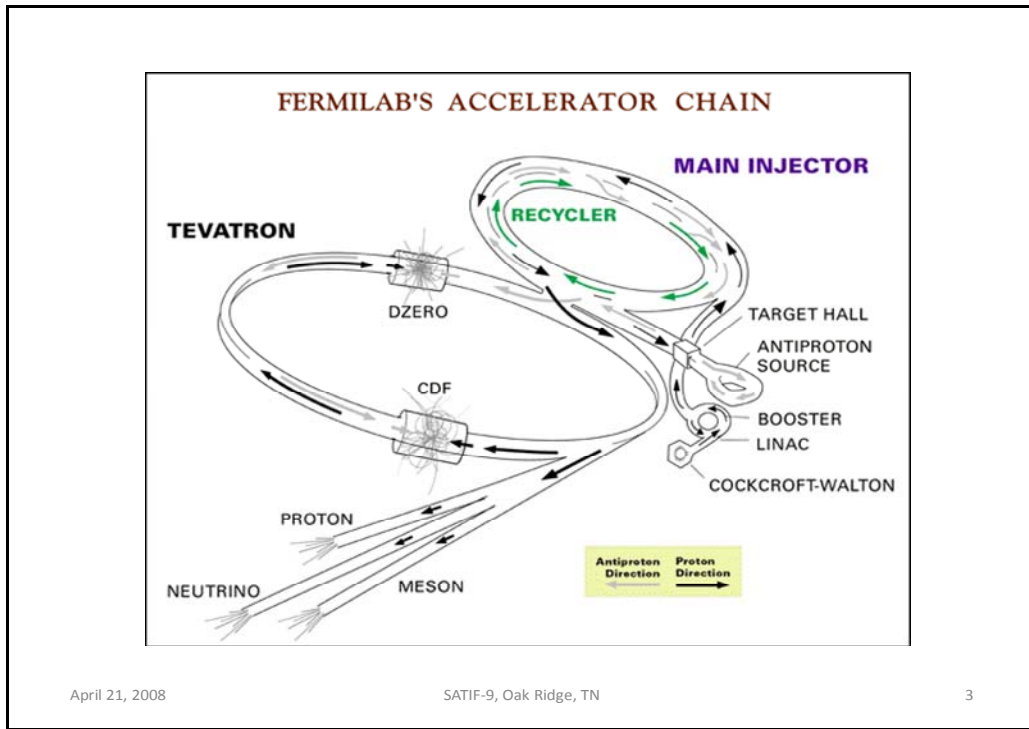 FERMILAB'S ACCELERATOR CHAIN
MAIN INJECTOR
RECYCLER
TEVATRON
DZERO
TARGET HALL
ANTIPROTON
SOURCE
CDF
BOOSTER
LINAC
COCKCROFT-WALTON
PROTON
NEUTRINO
MESON
Antiproton
Direction
Proton
Direction
April 21, 2008
SATIF-9, Oak Ridge, TN
3